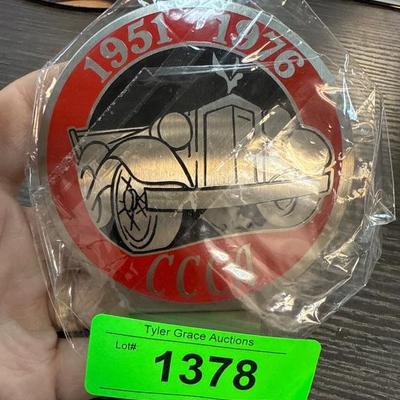 1951 1976
CCCA
Tyler Grace Auctions
Lot#
1378